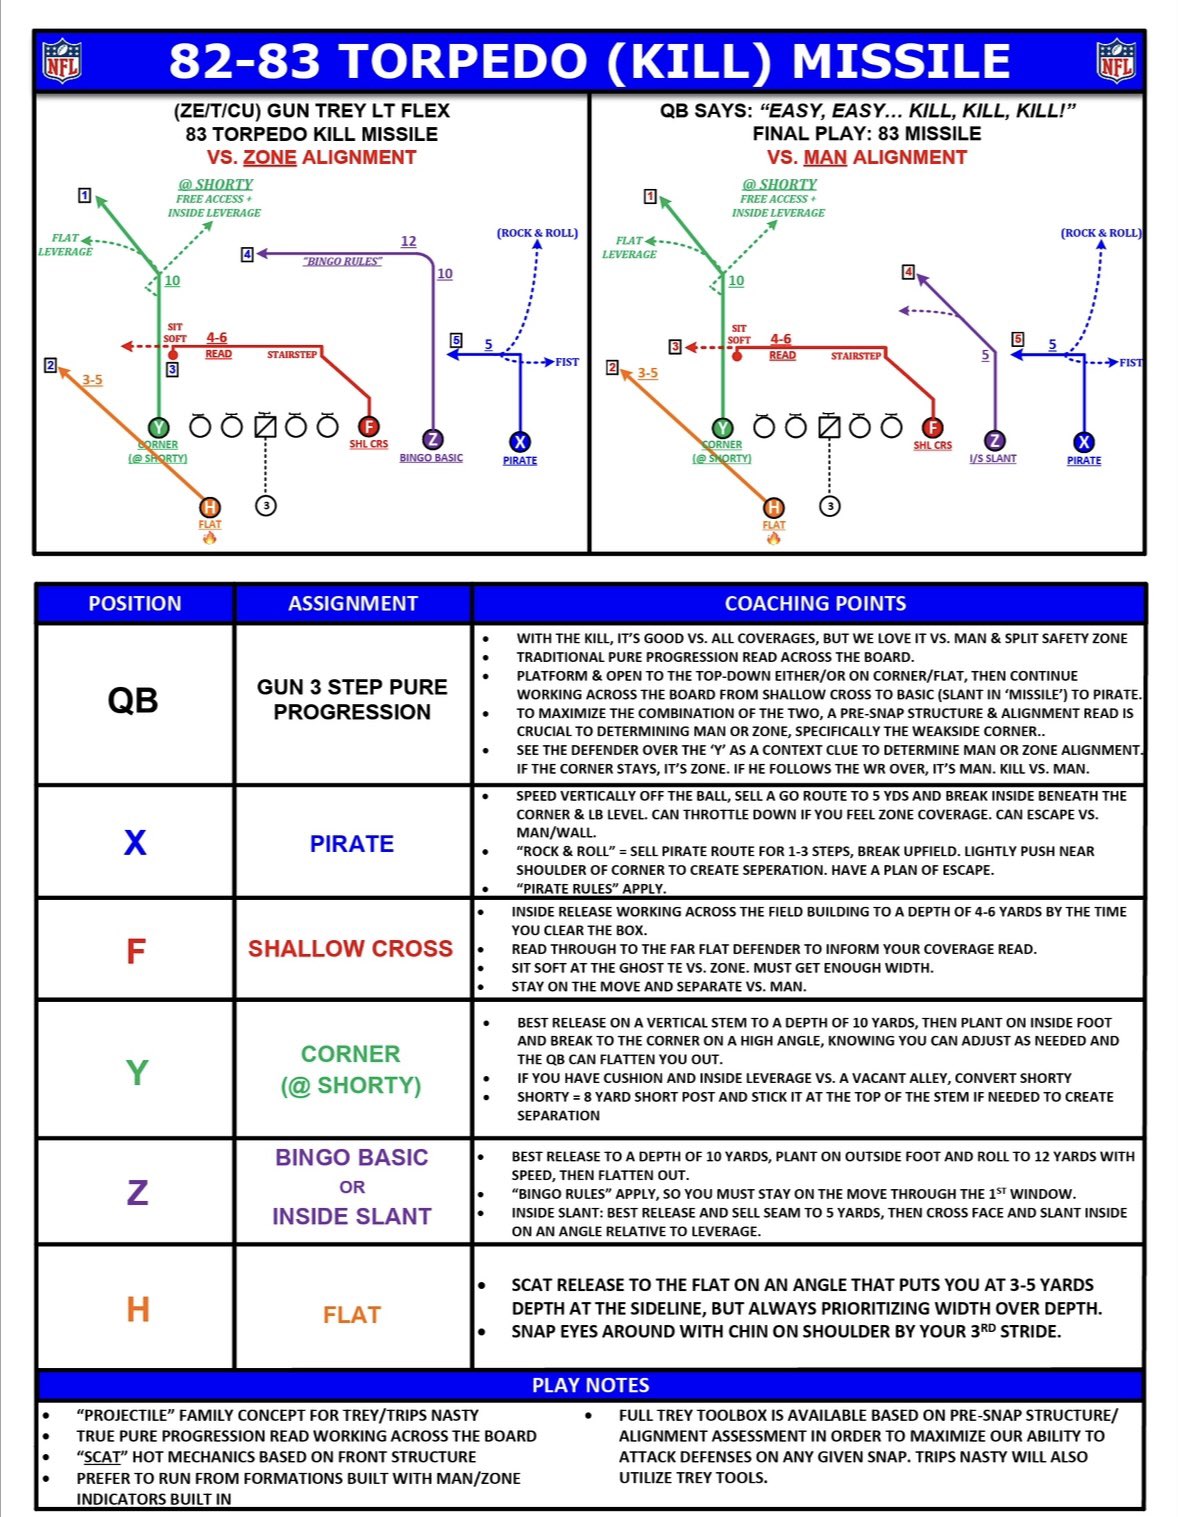 NFL
82-83 TORPEDO (KILL) MISSILE
NFL
(ZE/T/CU) GUN TREY LT FLEX
83 TORPEDO KILL MISSILE
VS. ZONE ALIGNMENT
1
@ SHORTY
FREE ACCESS +
INSIDE LEVERAGE
FLAT
LEVERAGE
10
4
12
"BINGO RULES"
10
(ROCK & ROLL)
SIT
SOFT
4-6
READ
STAIRSTEP
3
5
5
FIST
2
3-5
Y
CORNER
(@ SHORTY)
F
SHL CRS
Z
BINGO BASIC
X
PIRATE
H
FLAT
3
QB SAYS: “EASY, EASY… KILL, KILL, KILL!”
FINAL PLAY: 83 MISSILE
VS. MAN ALIGNMENT
1
@ SHORTY
FREE ACCESS +
INSIDE LEVERAGE
FLAT
LEVERAGE
10
4
(ROCK & ROLL)
SIT
SOFT
3
4-6
READ
STAIRSTEP
5
5
5
FIST
2
3-5
Y
CORNER
(@ SHORTY)
F
SHL CRS
Z
I/S SLANT
X
PIRATE
H
FLAT
3
POSITION
ASSIGNMENT
COACHING POINTS
QB
GUN 3 STEP PURE
PROGRESSION
• WITH THE KILL, IT’S GOOD VS. ALL COVERAGES, BUT WE LOVE IT VS. MAN & SPLIT SAFETY ZONE
• TRADITIONAL PURE PROGRESSION READ ACROSS THE BOARD.
• PLATFORM & OPEN TO THE TOP-DOWN EITHER/OR ON CORNER/FLAT, THEN CONTINUE
WORKING ACROSS THE BOARD FROM SHALLOW CROSS TO BASIC (SLANT IN ‘MISSILE’) TO PIRATE.
• TO MAXIMIZE THE COMBINATION OF THE TWO, A PRE-SNAP STRUCTURE & ALIGNMENT READ IS
CRUCIAL TO DETERMINING MAN OR ZONE, SPECIFICALLY THE WEAKSIDE CORNER..
• SEE THE DEFENDER OVER THE ‘Y’ AS A CONTEXT CLUE TO DETERMINE MAN OR ZONE ALIGNMENT.
IF THE CORNER STAYS, IT’S ZONE. IF HE FOLLOWS THE WR OVER, IT’S MAN. KILL VS. MAN.
X
PIRATE
• SPEED VERTICALLY OFF THE BALL, SELL A GO ROUTE TO 5 YDS AND BREAK INSIDE BENEATH THE
CORNER & LB LEVEL. CAN THROTTLE DOWN IF YOU FEEL ZONE COVERAGE. CAN ESCAPE VS.
MAN/WALL.
• “ROCK & ROLL” = SELL PIRATE ROUTE FOR 1-3 STEPS, BREAK UPFIELD. LIGHTLY PUSH NEAR
SHOULDER OF CORNER TO CREATE SEPERATION. HAVE A PLAN OF ESCAPE.
• “PIRATE RULES” APPLY.
F
SHALLOW CROSS
• INSIDE RELEASE WORKING ACROSS THE FIELD BUILDING TO A DEPTH OF 4-6 YARDS BY THE TIME
YOU CLEAR THE BOX.
• READ THROUGH TO THE FAR FLAT DEFENDER TO INFORM YOUR COVERAGE READ.
• SIT SOFT AT THE GHOST TE VS. ZONE. MUST GET ENOUGH WIDTH.
• STAY ON THE MOVE AND SEPARATE VS. MAN.
Y
CORNER
(@ SHORTY)
• BEST RELEASE ON A VERTICAL STEM TO A DEPTH OF 10 YARDS, THEN PLANT ON INSIDE FOOT
AND BREAK TO THE CORNER ON A HIGH ANGLE, KNOWING YOU CAN ADJUST AS NEEDED AND
THE QB CAN FLATTEN YOU OUT.
• IF YOU HAVE CUSHION AND INSIDE LEVERAGE VS. A VACANT ALLEY, CONVERT SHORTY
• SHORTY = 8 YARD SHORT POST AND STICK IT AT THE TOP OF THE STEM IF NEEDED TO CREATE
SEPARATION
Z
BINGO BASIC
OR
INSIDE SLANT
• BEST RELEASE TO A DEPTH OF 10 YARDS, PLANT ON OUTSIDE FOOT AND ROLL TO 12 YARDS WITH
SPEED, THEN FLATTEN OUT.
• “BINGO RULES” APPLY, SO YOU MUST STAY ON THE MOVE THROUGH THE 1ST WINDOW.
• INSIDE SLANT: BEST RELEASE AND SELL SEAM TO 5 YARDS, THEN CROSS FACE AND SLANT INSIDE
ON AN ANGLE RELATIVE TO LEVERAGE.
H
FLAT
• SCAT RELEASE TO THE FLAT ON AN ANGLE THAT PUTS YOU AT 3-5 YARDS
DEPTH AT THE SIDELINE, BUT ALWAYS PRIORITIZING WIDTH OVER DEPTH.
• SNAP EYES AROUND WITH CHIN ON SHOULDER BY YOUR 3RD STRIDE.
PLAY NOTES
• “PROJECTILE” FAMILY CONCEPT FOR TREY/TRIPS NASTY
• TRUE PURE PROGRESSION READ WORKING ACROSS THE BOARD
• “SCAT” HOT MECHANICS BASED ON FRONT STRUCTURE
• PREFER TO RUN FROM FORMATIONS BUILT WITH MAN/ZONE
INDICATORS BUILT IN
• FULL TREY TOOLBOX IS AVAILABLE BASED ON PRE-SNAP STRUCTURE/
ALIGNMENT ASSESSMENT IN ORDER TO MAXIMIZE OUR ABILITY TO
ATTACK DEFENSES ON ANY GIVEN SNAP. TRIPS NASTY WILL ALSO
UTILIZE TREY TOOLS.